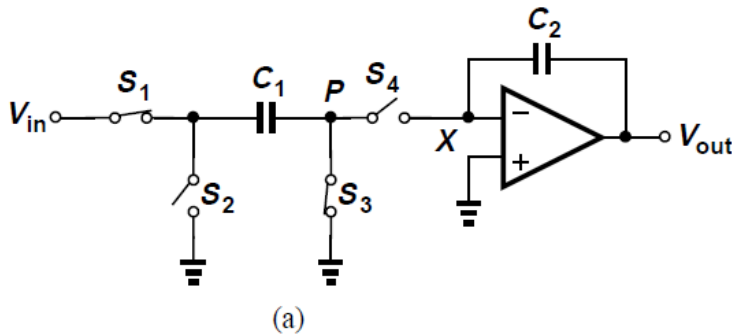 C2
S1 C1 P S4
Vin − Vout
X +
S2 S3
(a)